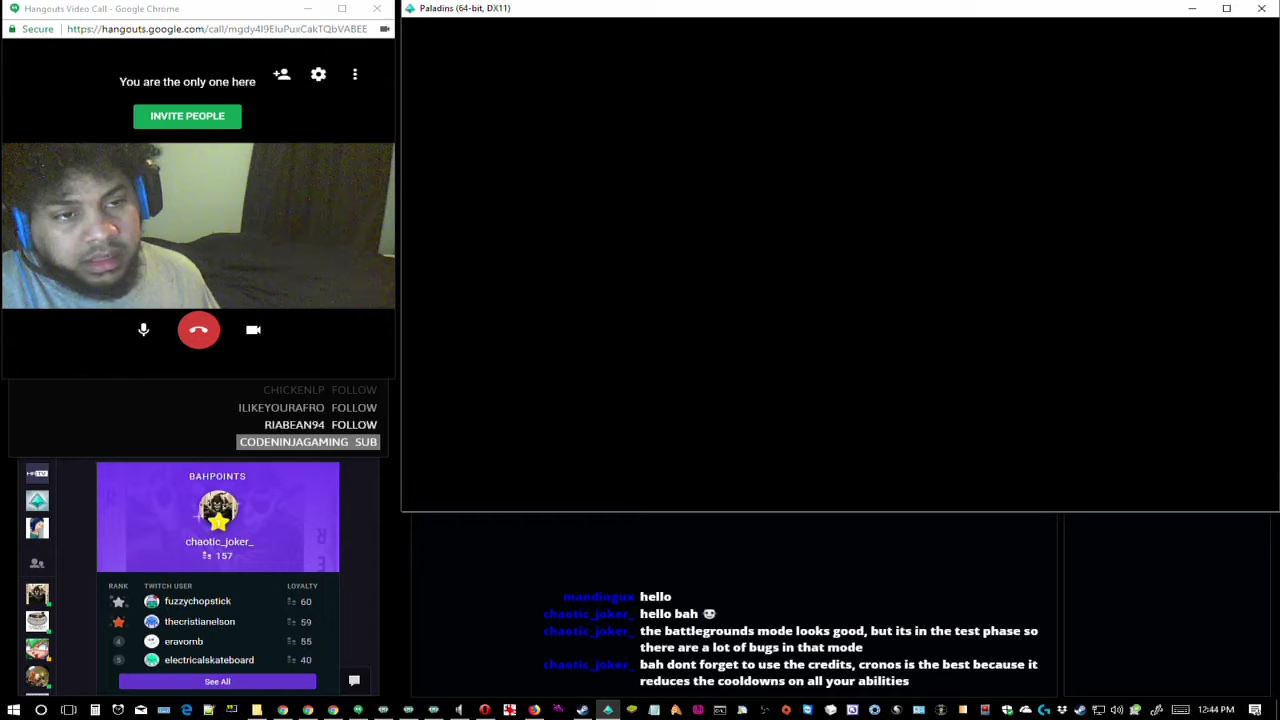 Hangouts Video Call - Google Chrome
Secure https://hangouts.google.com/call/mgdy4I9EIuPuxCakTQbVABEE
You are the only one here
INVITE PEOPLE
CHICKENLP FOLLOW
ILIKEYOURAFRO FOLLOW
RIABEAN94 FOLLOW
CODENINJAGAMING SUB
BAHPOINTS
1
chaotic_joker_
157
RANK TWITCH USER LOYALTY
fuzzychopstick 60
thecristianelson 59
4 eravornb 55
5 electricalskateboard 40
See All
Paladins (64-bit, DX11)
mandingux hello
chaotic_joker_ hello bah
chaotic_joker_ the battlegrounds mode looks good, but its in the test phase so
there are a lot of bugs in that mode
chaotic_joker_ bah dont forget to use the credits, cronos is the best because it
reduces the cooldowns on all your abilities
12:44 PM